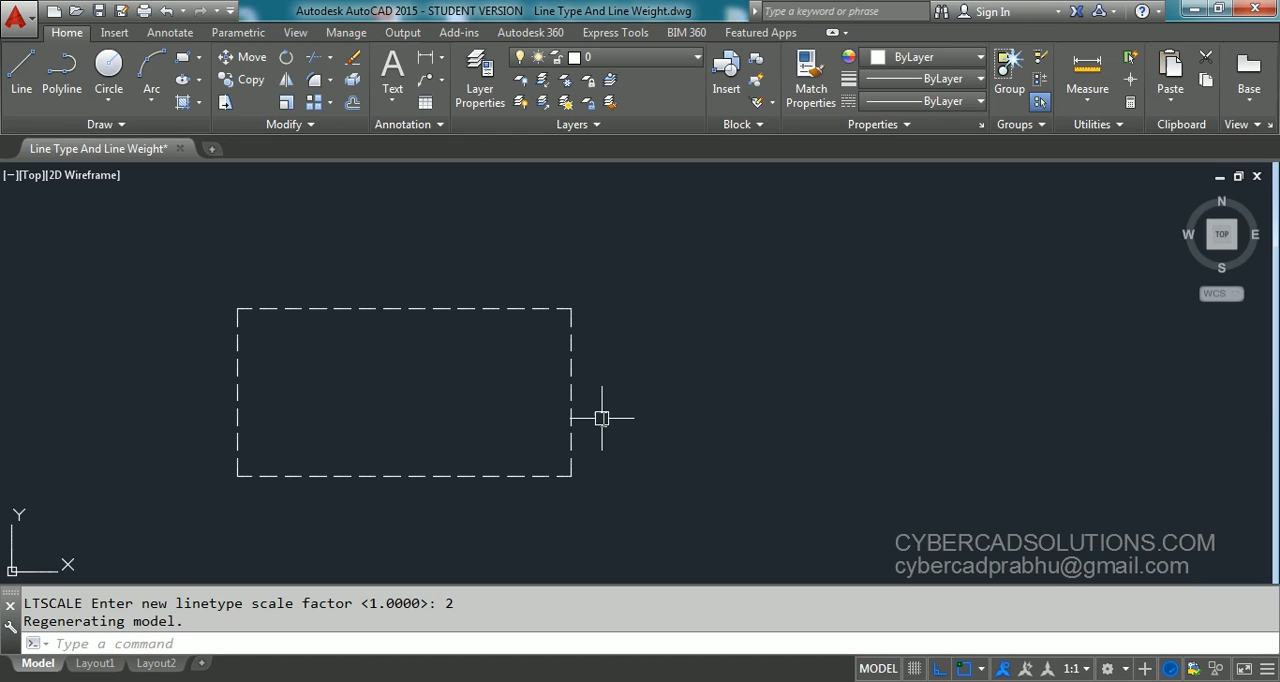 Autodesk AutoCAD 2015 - STUDENT VERSION Line Type And Line Weight.dwg
Type a keyword or phrase
Sign In
Home Insert Annotate Parametric View Manage Output Add-ins Autodesk 360 Express Tools BIM 360 Featured Apps
Line Polyline Circle Arc
Move
Copy
Text
Layer Properties
0
Insert
Match Properties
ByLayer
ByLayer
ByLayer
Group
Measure
Paste
Base
Draw Modify Annotation Layers Block Properties Groups Utilities Clipboard View
Line Type And Line Weight*
[−][Top][2D Wireframe]
N
W TOP E
S
WCS
Y
X
CYBERCADSOLUTIONS.COM
cybercadprabhu@gmail.com
LTSCALE Enter new linetype scale factor <1.0000>: 2
Regenerating model.
Type a command
Model Layout1 Layout2 +
MODEL 1:1